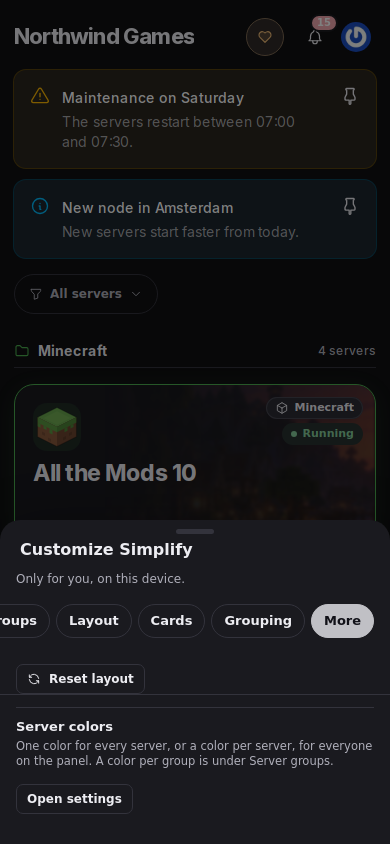 Northwind Games
15
Maintenance on Saturday
The servers restart between 07:00
and 07:30.
New node in Amsterdam
New servers start faster from today.
All servers
Minecraft
4 servers
Minecraft
Running
All the Mods 10
Customize Simplify
Only for you, on this device.
roups
Layout
Cards
Grouping
More
Reset layout
Server colors
One color for every server, or a color per server, for everyone
on the panel. A color per group is under Server groups.
Open settings